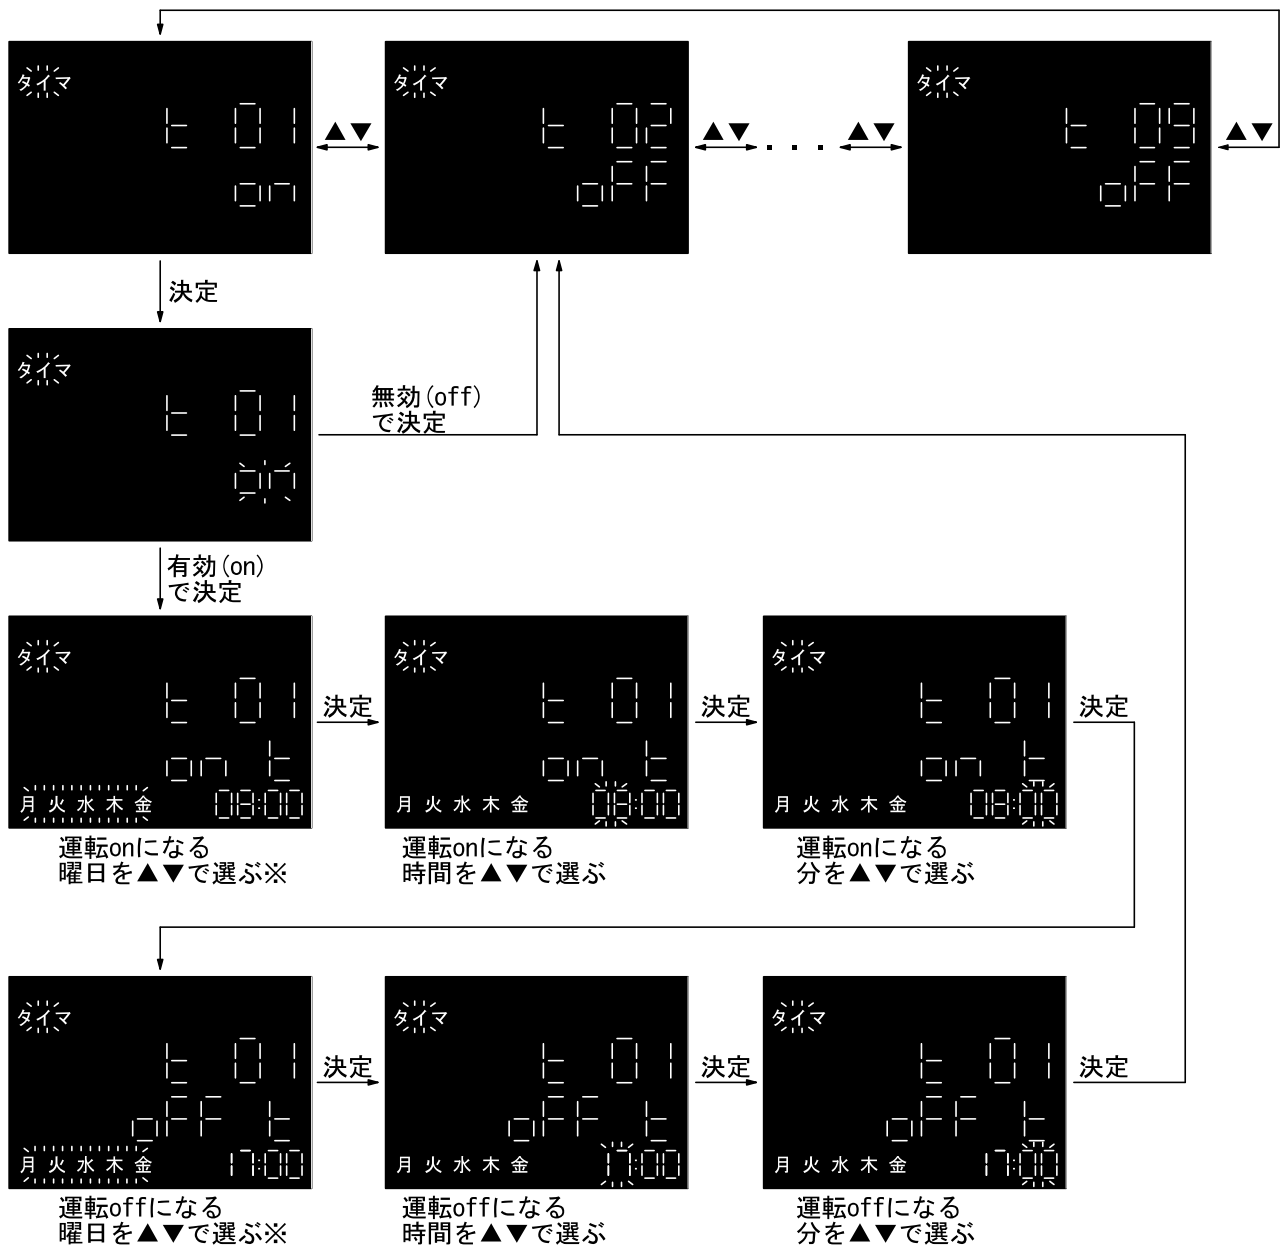 タイマ
t 01
on
▲▼
タイマ
t 02
oFF
▲▼
・・・
▲▼
タイマ
t 09
oFF
▲▼
決定
タイマ
t 01
on
無効(off)
で決定
有効(on)
で決定
タイマ
t 01
on t
月 火 水 木 金 08:00
運転onになる
曜日を▲▼で選ぶ※
決定
タイマ
t 01
on t
月 火 水 木 金 08:00
運転onになる
時間を▲▼で選ぶ
決定
タイマ
t 01
on t
月 火 水 木 金 08:00
運転onになる
分を▲▼で選ぶ
決定
タイマ
t 01
oFF t
月 火 水 木 金 17:00
運転offになる
曜日を▲▼で選ぶ※
決定
タイマ
t 01
oFF t
月 火 水 木 金 17:00
運転offになる
時間を▲▼で選ぶ
決定
タイマ
t 01
oFF t
月 火 水 木 金 17:00
運転offになる
分を▲▼で選ぶ
決定